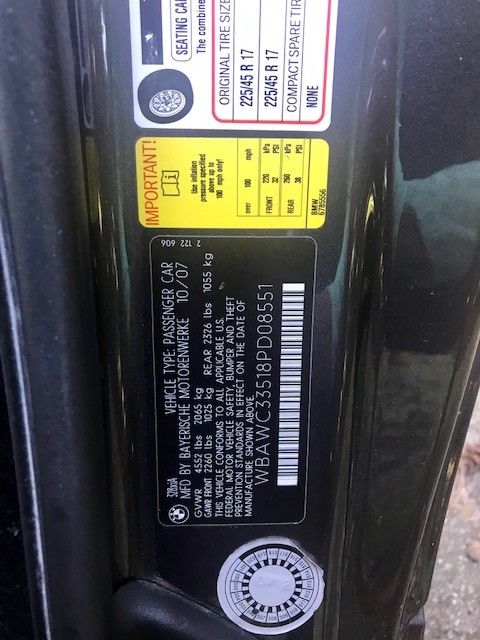 SEATING CA
The combine
ORIGINAL TIRE SIZE
225/45 R 17
225/45 R 17
COMPACT SPARE TIR
NONE
IMPORTANT!
Use inflation
pressure specified
above up to
100 mph only!
over 100 mph
FRONT 220 kPa 32 PSI
REAR 260 kPa 38 PSI
BMW
6785556
2 122 606
328xiA VEHICLE TYPE: PASSENGER CAR
MFD BY BAYERISCHE MOTORENWERKE 10/07
GVWR 4552 lbs 2065 kg
GAWR FRONT 2260 lbs 1025 kg REAR 2326 lbs 1055 kg
THIS VEHICLE CONFORMS TO ALL APPLICABLE U.S.
FEDERAL MOTOR VEHICLE SAFETY, BUMPER AND THEFT
PREVENTION STANDARDS IN EFFECT ON THE DATE OF
MANUFACTURE SHOWN ABOVE.
WBAWC33518PD08551
BMW